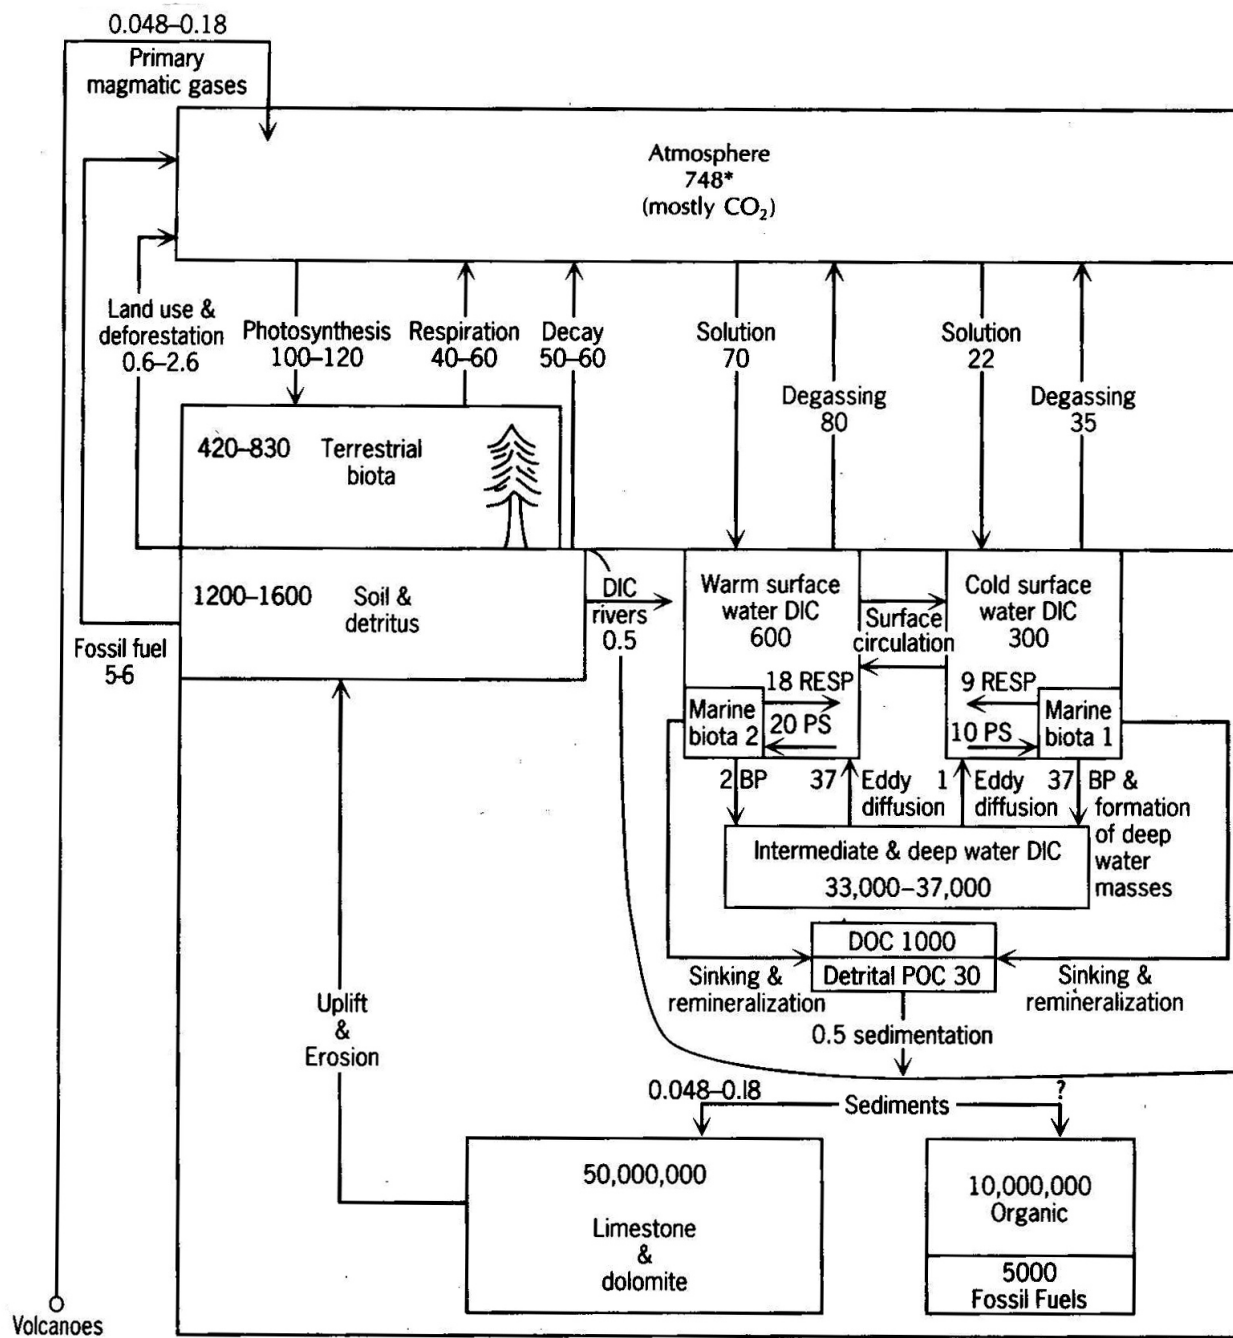 0.048–0.18
Primary
magmatic gases
Atmosphere
748*
(mostly CO₂)
Land use &
deforestation
0.6–2.6
Photosynthesis
100–120
Respiration
40–60
Decay
50–60
Solution
70
Degassing
80
Solution
22
Degassing
35
420–830 Terrestrial
biota
1200–1600 Soil &
detritus
Fossil fuel
5-6
DIC
rivers
0.5
Warm surface
water DIC
600
Surface
circulation
Cold surface
water DIC
300
18 RESP
20 PS
Marine
biota 2
9 RESP
10 PS
Marine
biota 1
2 BP
37 Eddy
diffusion
1 Eddy
diffusion
37 BP &
formation
of deep
water
masses
Intermediate & deep water DIC
33,000–37,000
DOC 1000
Detrital POC 30
Sinking &
remineralization
Sinking &
remineralization
0.5 sedimentation
Uplift
&
Erosion
0.048–0.18
?
Sediments
50,000,000
Limestone
&
dolomite
10,000,000
Organic
5000
Fossil Fuels
Volcanoes